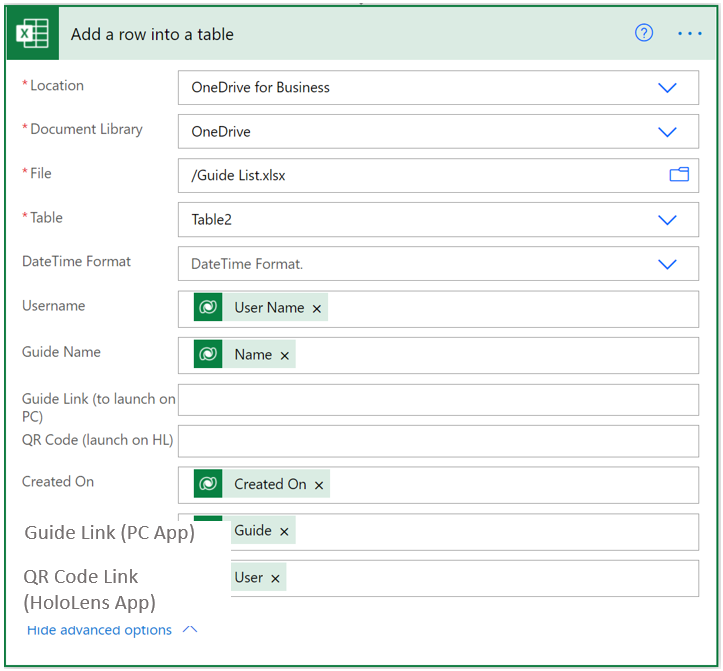 Add a row into a table
* Location
OneDrive for Business
* Document Library
OneDrive
* File
/Guide List.xlsx
* Table
Table2
DateTime Format
DateTime Format.
Username
User Name ×
Guide Name
Name ×
Guide Link (to launch on
PC)
QR Code (launch on HL)
Created On
Created On ×
Guide Link (PC App)
Guide ×
QR Code Link
(HoloLens App)
User ×
Hide advanced options